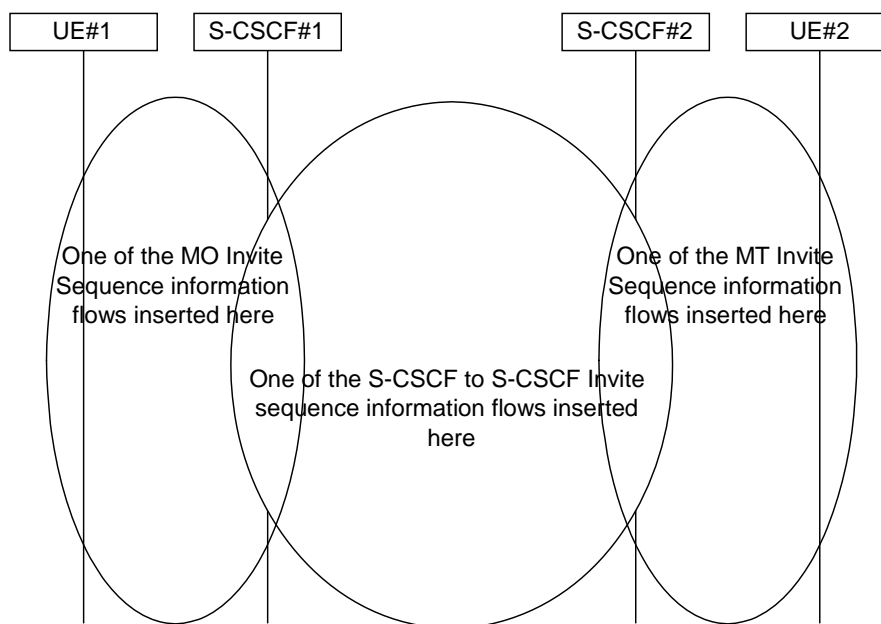 UE#1
S-CSCF#1
S-CSCF#2
UE#2
One of the MO Invite
Sequence information
flows inserted here
One of the MT Invite
Sequence information
flows inserted here
One of the S-CSCF to S-CSCF Invite
sequence information flows inserted
here